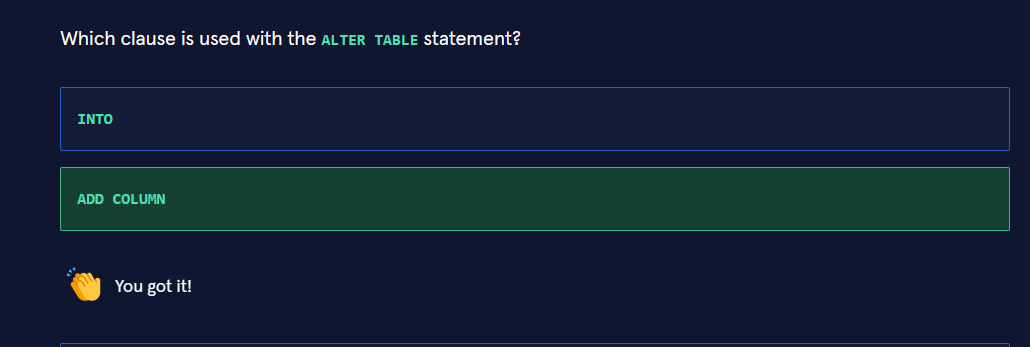 Which clause is used with the ALTER TABLE statement?
INTO
ADD COLUMN
You got it!